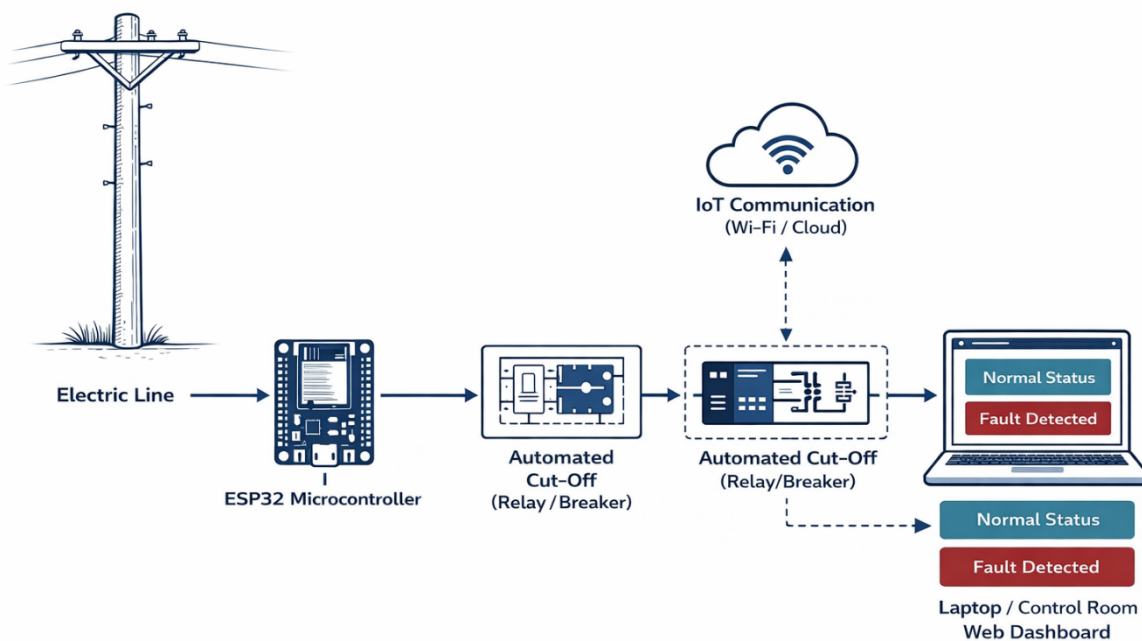 IoT Communication
(Wi-Fi / Cloud)
Electric Line
ESP32 Microcontroller
Automated
Cut-Off
(Relay / Breaker)
Automated Cut-Off
(Relay/Breaker)
Normal Status
Fault Detected
Normal Status
Fault Detected
Laptop / Control Room
Web Dashboard